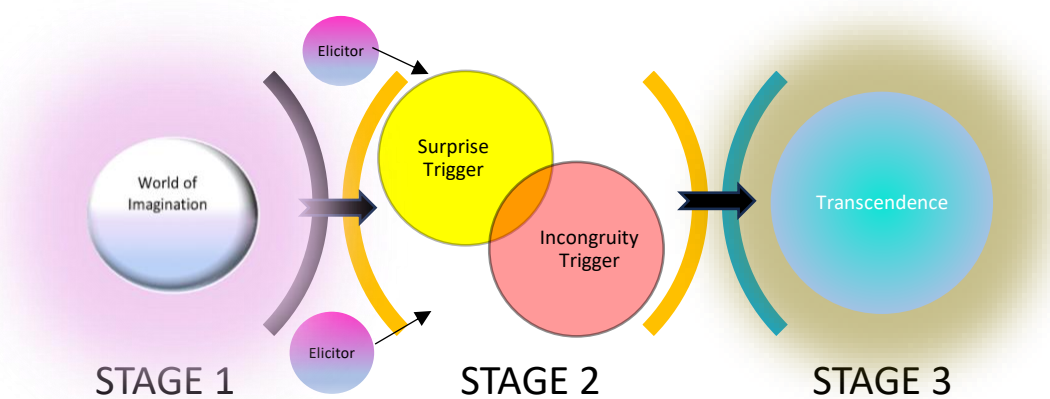 Elicitor
Surprise
Trigger
World of
Imagination
Transcendence
Incongruity
Trigger
Elicitor
STAGE 1
STAGE 2
STAGE 3